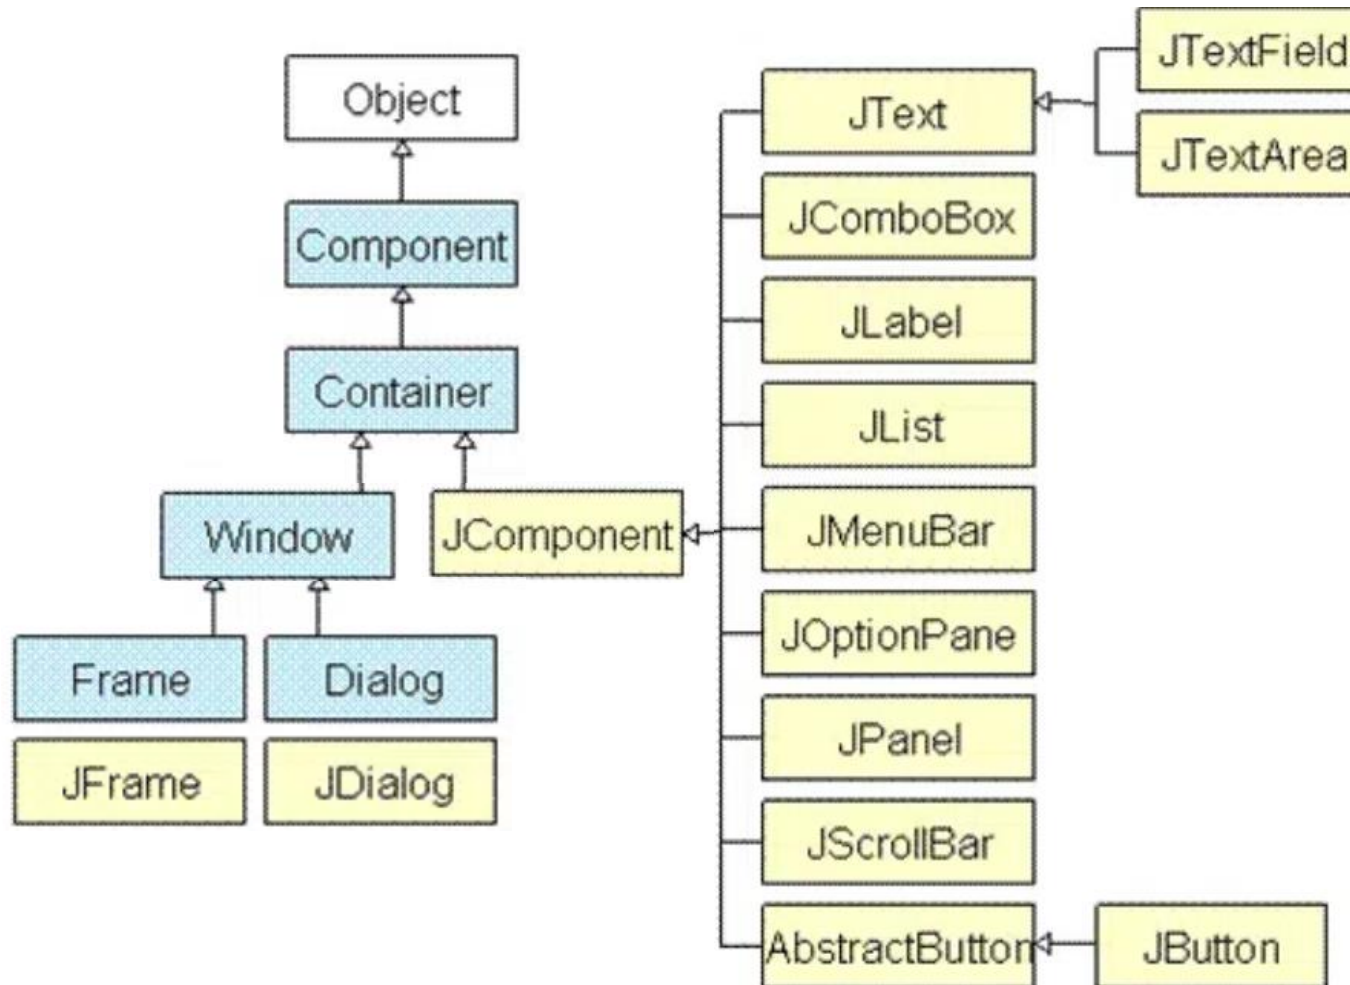 Object
Component
Container
Window
JComponent
Frame
Dialog
JFrame
JDialog
JText
JComboBox
JLabel
JList
JMenuBar
JOptionPane
JPanel
JScrollBar
AbstractButton
JTextField
JTextArea
JButton